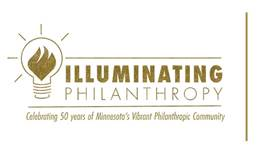 ILLUMINATING
PHILANTHROPY
Celebrating 50 years of Minnesota's Vibrant Philanthropic Community